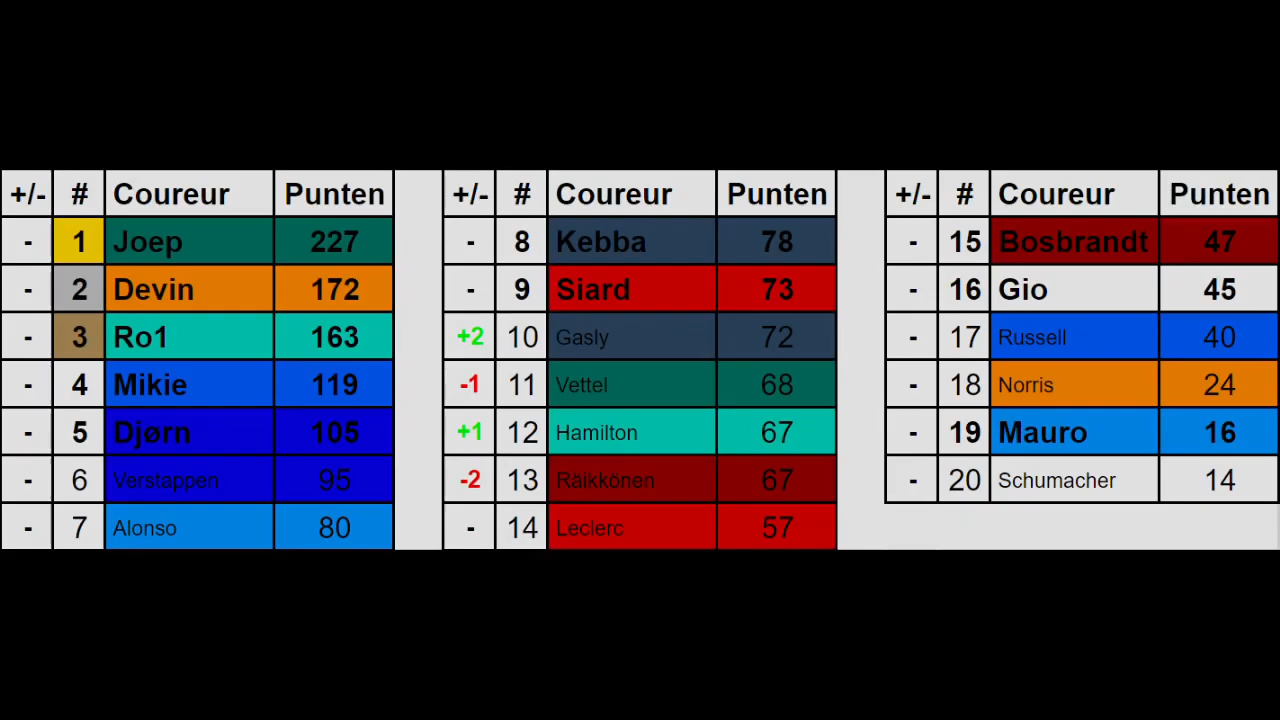 +/- # Coureur Punten
- 1 Joep 227
- 2 Devin 172
- 3 Ro1 163
- 4 Mikie 119
- 5 Djørn 105
- 6 Verstappen 95
- 7 Alonso 80
+/- # Coureur Punten
- 8 Kebba 78
- 9 Siard 73
+2 10 Gasly 72
-1 11 Vettel 68
+1 12 Hamilton 67
-2 13 Räikkönen 67
- 14 Leclerc 57
+/- # Coureur Punten
- 15 Bosbrandt 47
- 16 Gio 45
- 17 Russell 40
- 18 Norris 24
- 19 Mauro 16
- 20 Schumacher 14